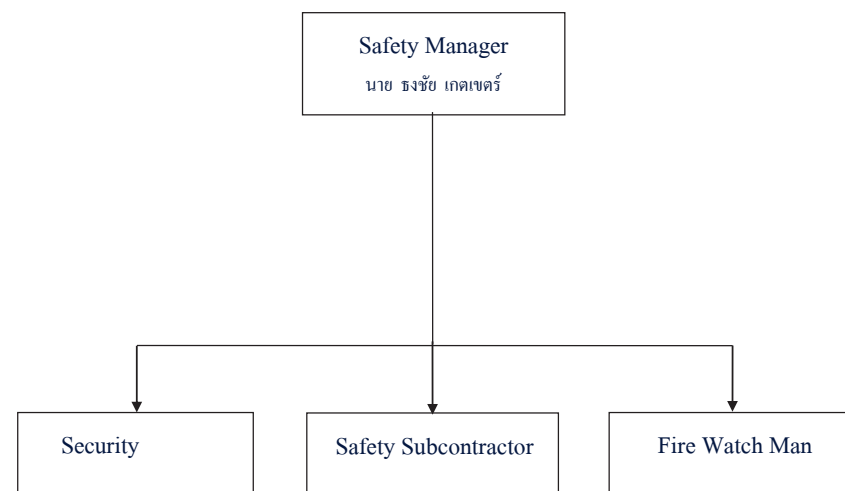 Safety Manager
นาย ธงชัย เกตเขตร์
Security
Safety Subcontractor
Fire Watch Man